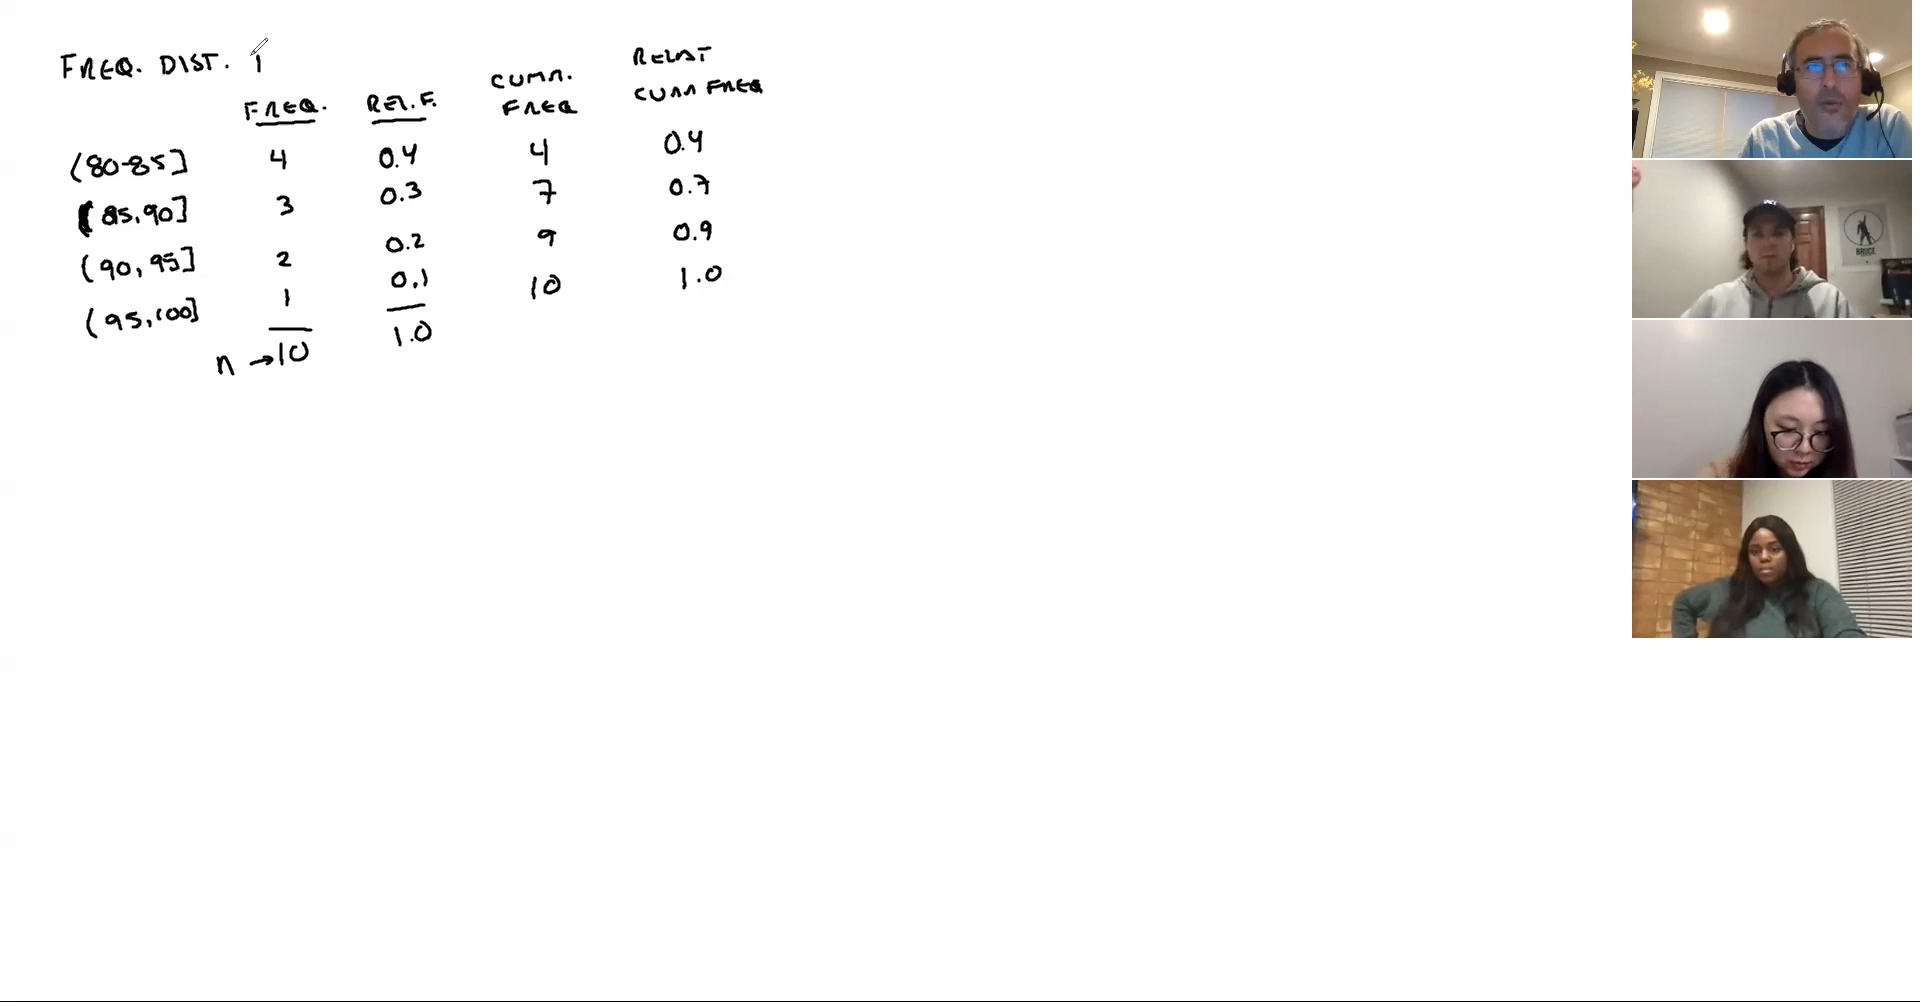 FREQ. DIST. 1
FREQ. REL.F. CUMM. FREQ RELAT CUMM FREQ
(80-85] 4 0.4 4 0.4
(85,90] 3 0.3 7 0.7
(90,95] 2 0.2 9 0.9
(95,100] 1 0.1 10 1.0
n → 10 1.0
BRUCE